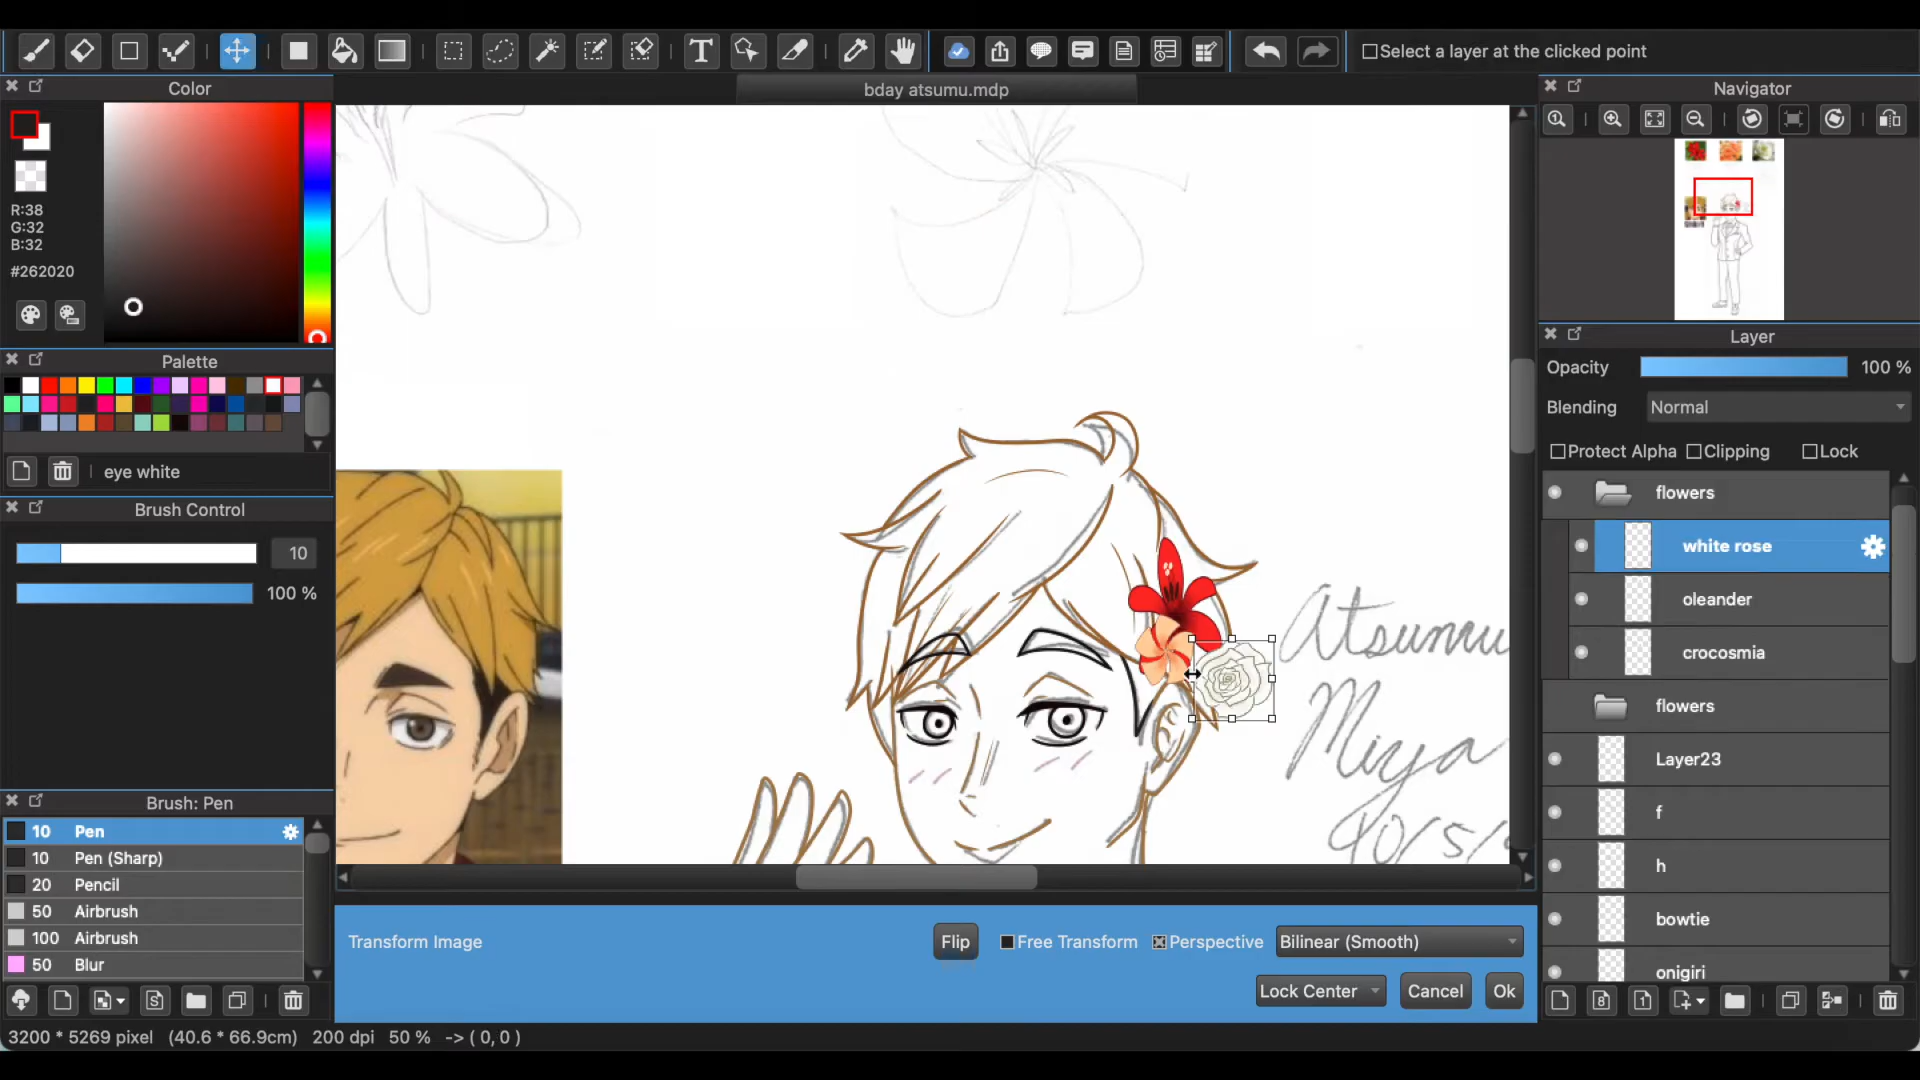 Select a layer at the clicked point
Color
bday atsumu.mdp
Navigator
R:38
G:32
B:32
#262020
Palette
eye white
Brush Control
10
100 %
Brush: Pen
10 Pen
10 Pen (Sharp)
20 Pencil
50 Airbrush
100 Airbrush
50 Blur
Atsumu
Miya
Layer
Opacity 100 %
Blending Normal
Protect Alpha Clipping Lock
flowers
white rose
oleander
crocosmia
flowers
Layer23
f
h
bowtie
onigiri
Transform Image Flip Free Transform Perspective Bilinear (Smooth)
Lock Center Cancel Ok
3200 * 5269 pixel (40.6 * 66.9cm) 200 dpi 50 % -> ( 0, 0 )